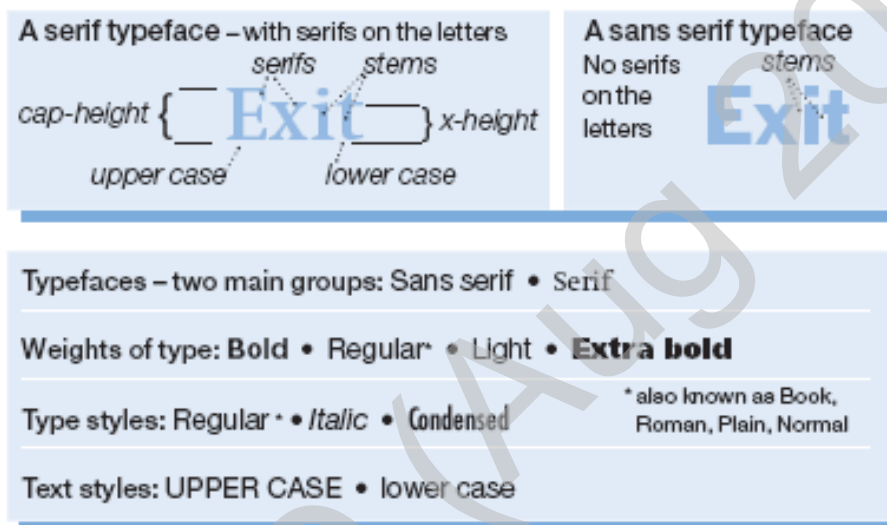 A serif typeface – with serifs on the letters
serifs
stems
cap-height {
Exit
} x-height
upper case
lower case
A sans serif typeface
No serifs
on the
letters
stems
Exit
Typefaces – two main groups: Sans serif • Serif
Weights of type: Bold • Regular* • Light • Extra bold
Type styles: Regular * • Italic • Condensed
* also known as Book,
Roman, Plain, Normal
Text styles: UPPER CASE • lower case
(Aug 20